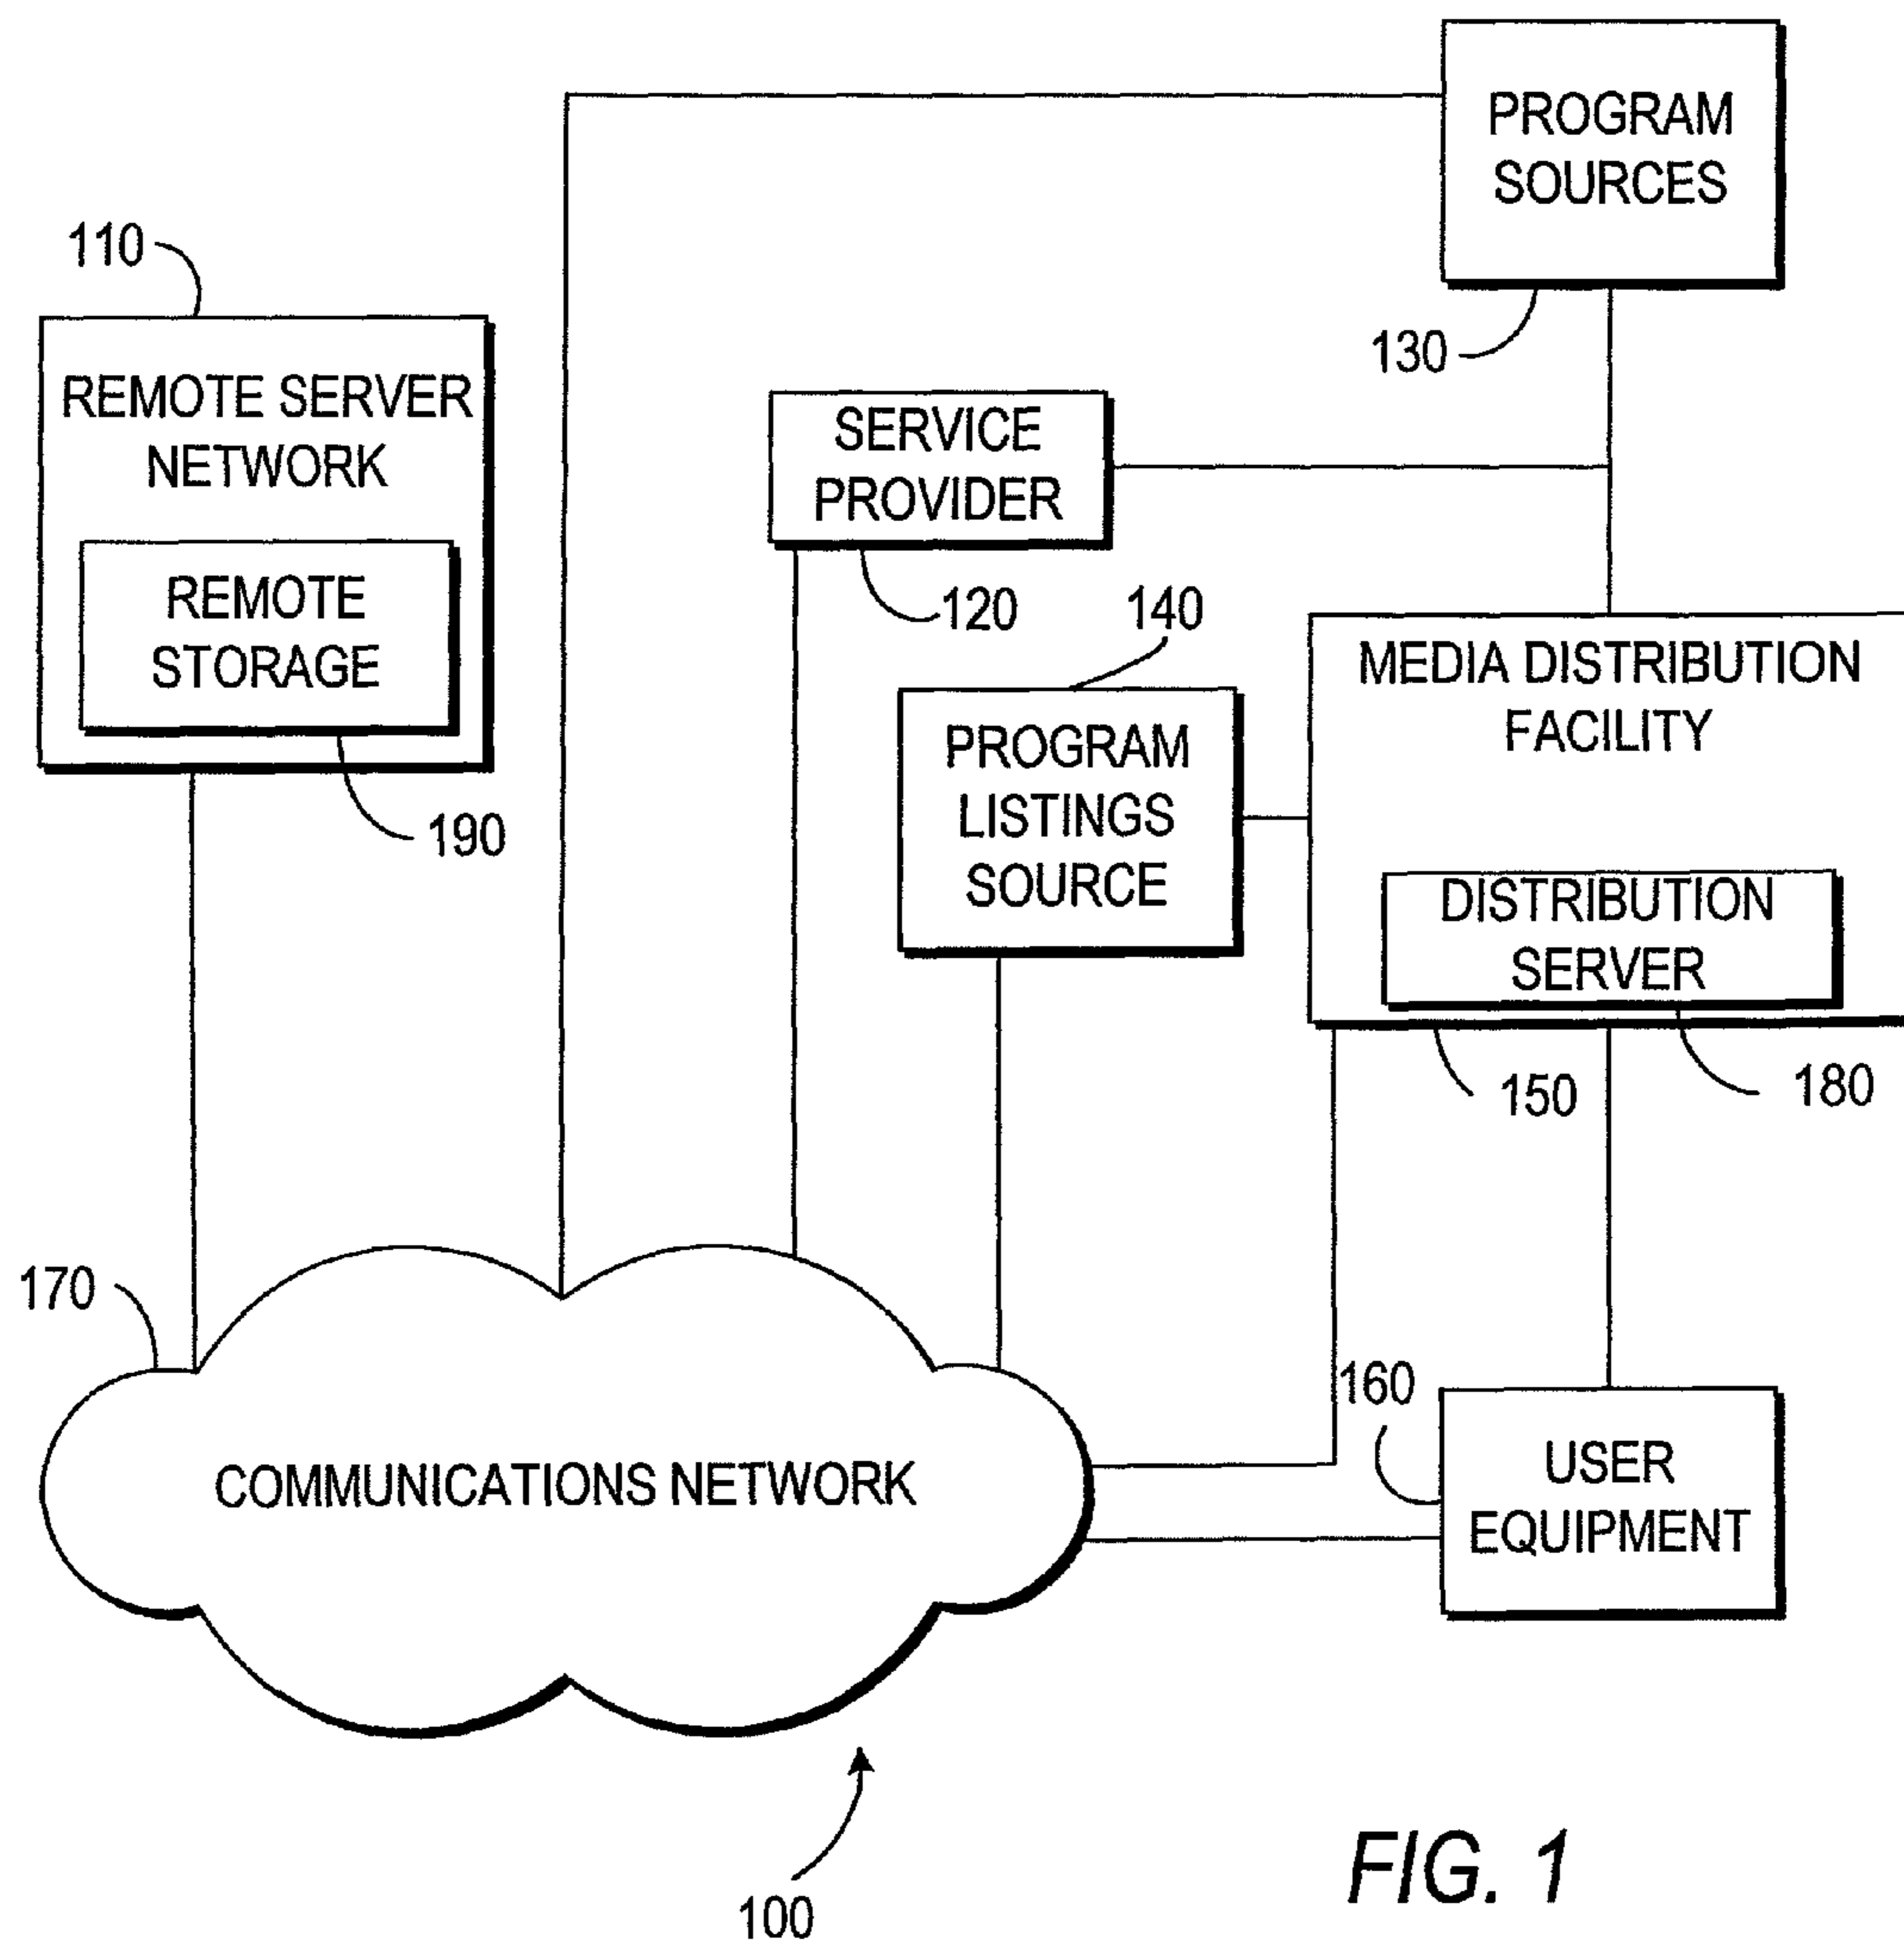 PROGRAM
SOURCES
130
110
REMOTE SERVER
NETWORK
REMOTE
STORAGE
190
SERVICE
PROVIDER
120
140
PROGRAM
LISTINGS
SOURCE
MEDIA DISTRIBUTION
FACILITY
DISTRIBUTION
SERVER
150
180
170
COMMUNICATIONS NETWORK
160
USER
EQUIPMENT
100
FIG. 1